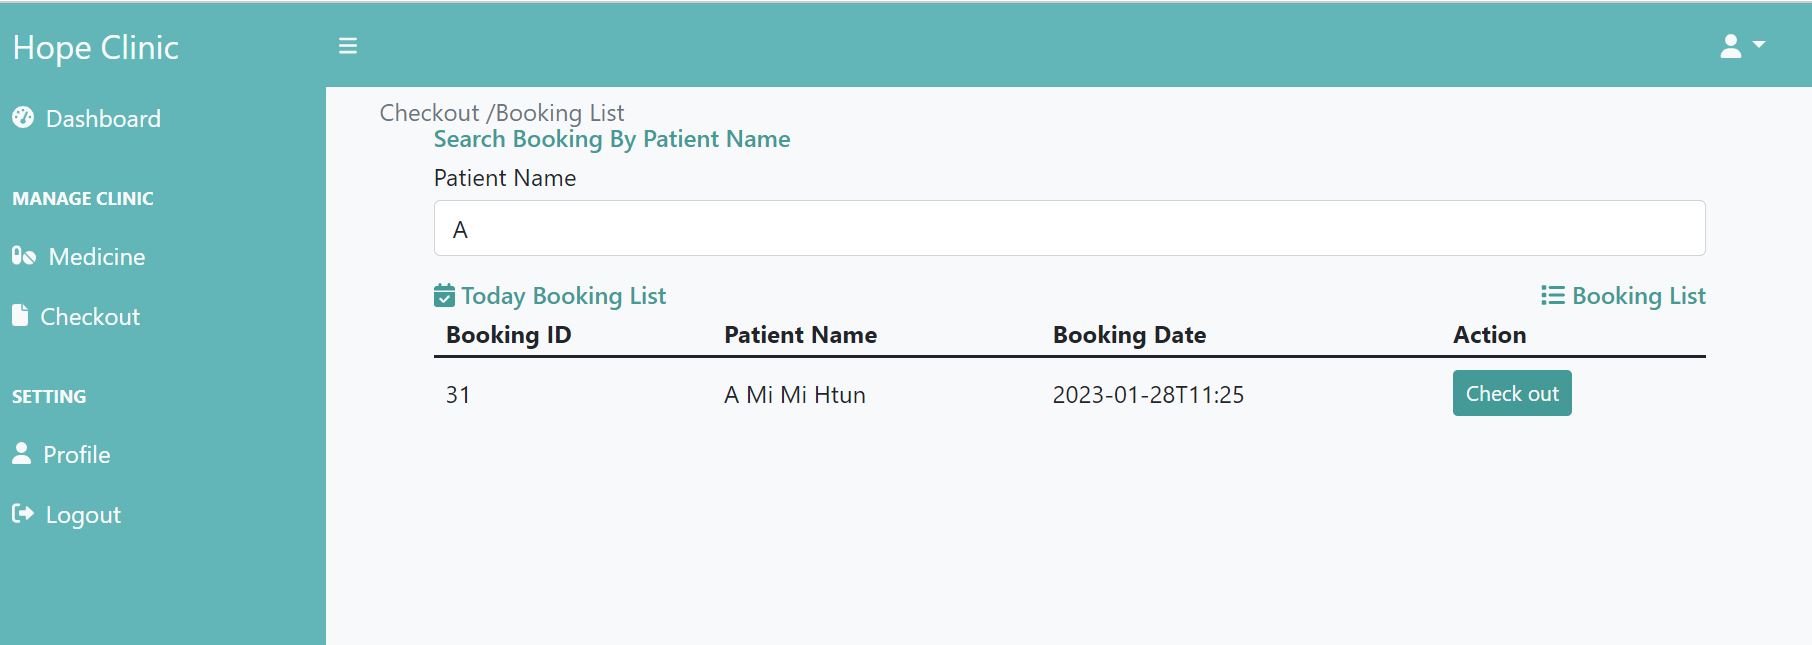 Hope Clinic
Dashboard
MANAGE CLINIC
Medicine
Checkout
SETTING
Profile
Logout
Checkout /Booking List
Search Booking By Patient Name
Patient Name
A
Today Booking List Booking List
Booking ID Patient Name Booking Date Action
31 A Mi Mi Htun 2023-01-28T11:25 Check out